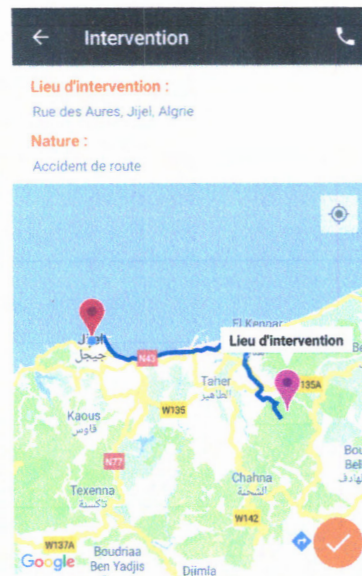 Intervention
Lieu d'intervention :
Rue des Aures, Jijel, Algrie
Nature :
Accident de route
El Kennar
Lieu d'intervention
جيجل
N43
Taher
الطاهير
135A
W135
Kaous
قاوس
N77
Chahna
الشحنة
Texenna
تاكسنة
W142
W137A
Boudriaa
Ben Yadjis
Google
Djimla